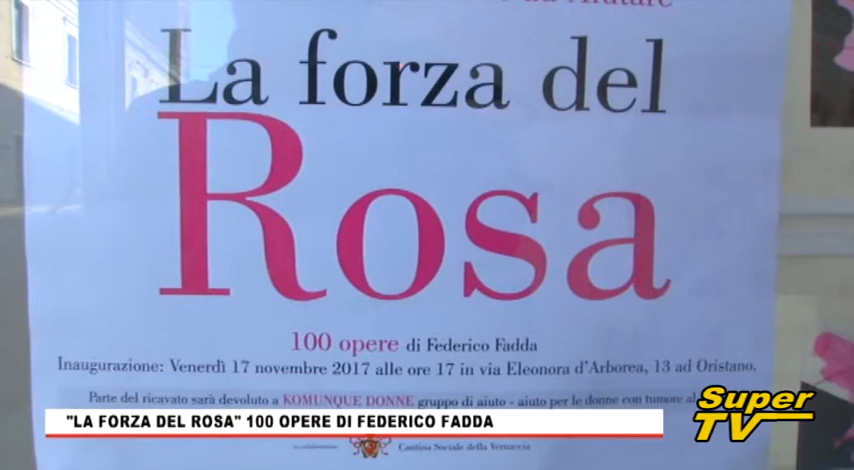 La forza del
Rosa
100 opere di Federico Fadda
Inaugurazione: Venerdì 17 novembre 2017 alle ore 17 in via Eleonora d'Arborea, 13 ad Oristano.
Parte del ricavato sarà devoluto a KOMUNQUE DONNE gruppo di aiuto - aiuto per le donne con tumore al
"LA FORZA DEL ROSA" 100 OPERE DI FEDERICO FADDA
Super
TV
Cantina Sociale della Vernaccia